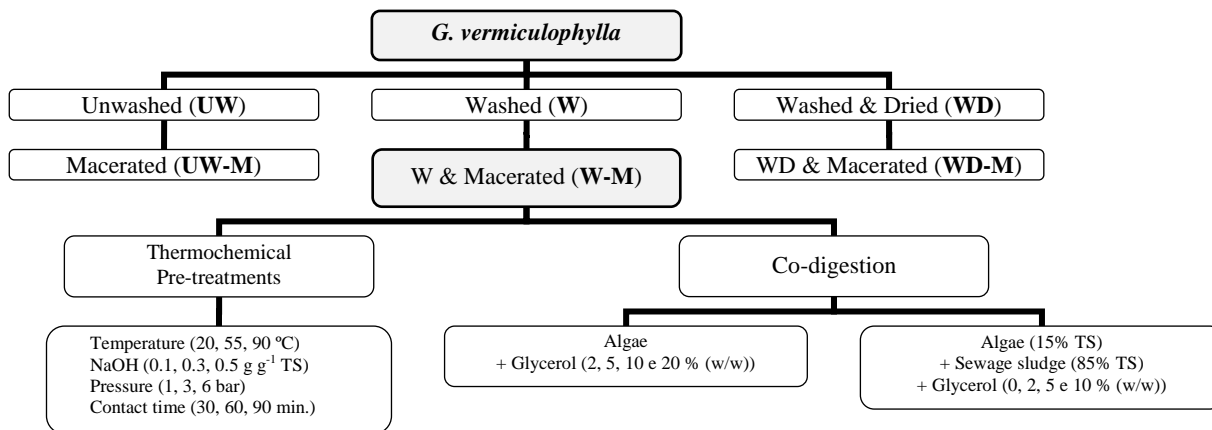 G. vermiculophylla
Unwashed (UW)
Washed (W)
Washed & Dried (WD)
Macerated (UW-M)
W & Macerated (W-M)
WD & Macerated (WD-M)
Thermochemical
Pre-treatments
Co-digestion
Temperature (20, 55, 90 ºC)
NaOH (0.1, 0.3, 0.5 g g-1 TS)
Pressure (1, 3, 6 bar)
Contact time (30, 60, 90 min.)
Algae
+ Glycerol (2, 5, 10 e 20 % (w/w))
Algae (15% TS)
+ Sewage sludge (85% TS)
+ Glycerol (0, 2, 5 e 10 % (w/w))